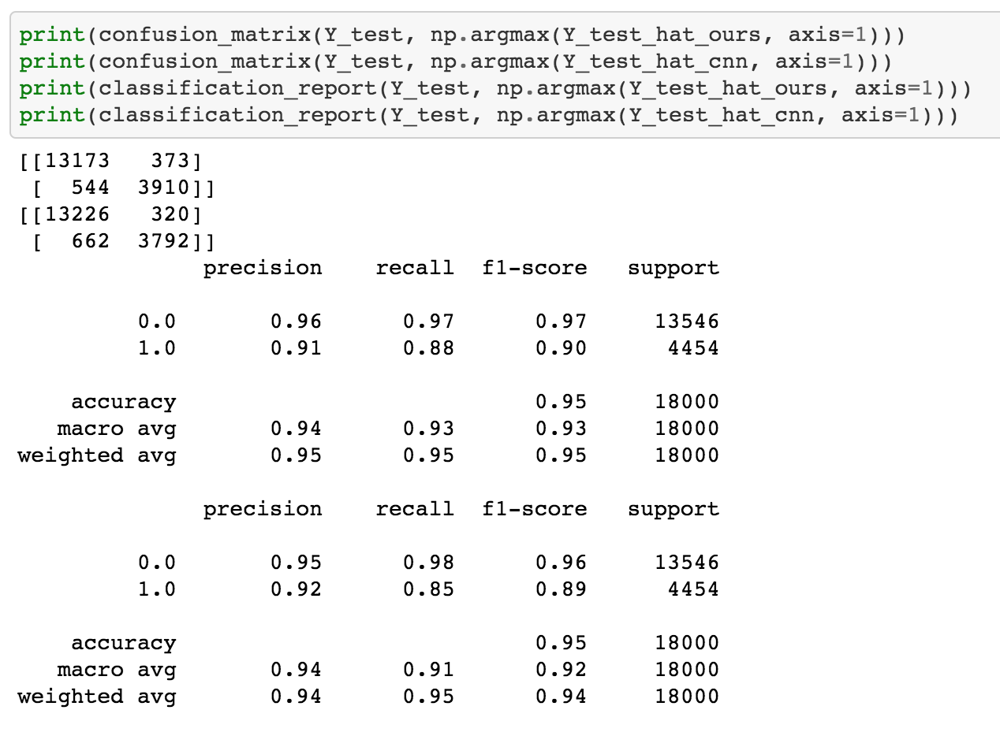 print(confusion_matrix(Y_test, np.argmax(Y_test_hat_ours, axis=1)))
print(confusion_matrix(Y_test, np.argmax(Y_test_hat_cnn, axis=1)))
print(classification_report(Y_test, np.argmax(Y_test_hat_ours, axis=1)))
print(classification_report(Y_test, np.argmax(Y_test_hat_cnn, axis=1)))
[[13173   373]
 [  544  3910]]
[[13226   320]
 [  662  3792]]
              precision    recall  f1-score   support
         0.0       0.96      0.97      0.97     13546
         1.0       0.91      0.88      0.90      4454
    accuracy                           0.95     18000
   macro avg       0.94      0.93      0.93     18000
weighted avg       0.95      0.95      0.95     18000
              precision    recall  f1-score   support
         0.0       0.95      0.98      0.96     13546
         1.0       0.92      0.85      0.89      4454
    accuracy                           0.95     18000
   macro avg       0.94      0.91      0.92     18000
weighted avg       0.94      0.95      0.94     18000